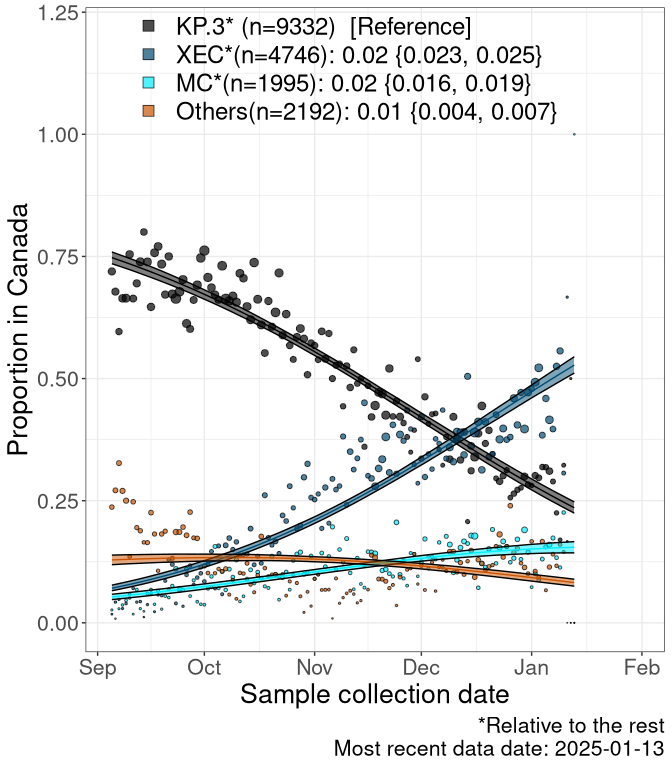 KP.3* (n=9332)  [Reference]
XEC*(n=4746): 0.02 {0.023, 0.025}
MC*(n=1995): 0.02 {0.016, 0.019}
Others(n=2192): 0.01 {0.004, 0.007}
Proportion in Canada
1.25
1.00
0.75
0.50
0.25
0.00
Sep Oct Nov Dec Jan Feb
Sample collection date
*Relative to the rest
Most recent data date: 2025-01-13